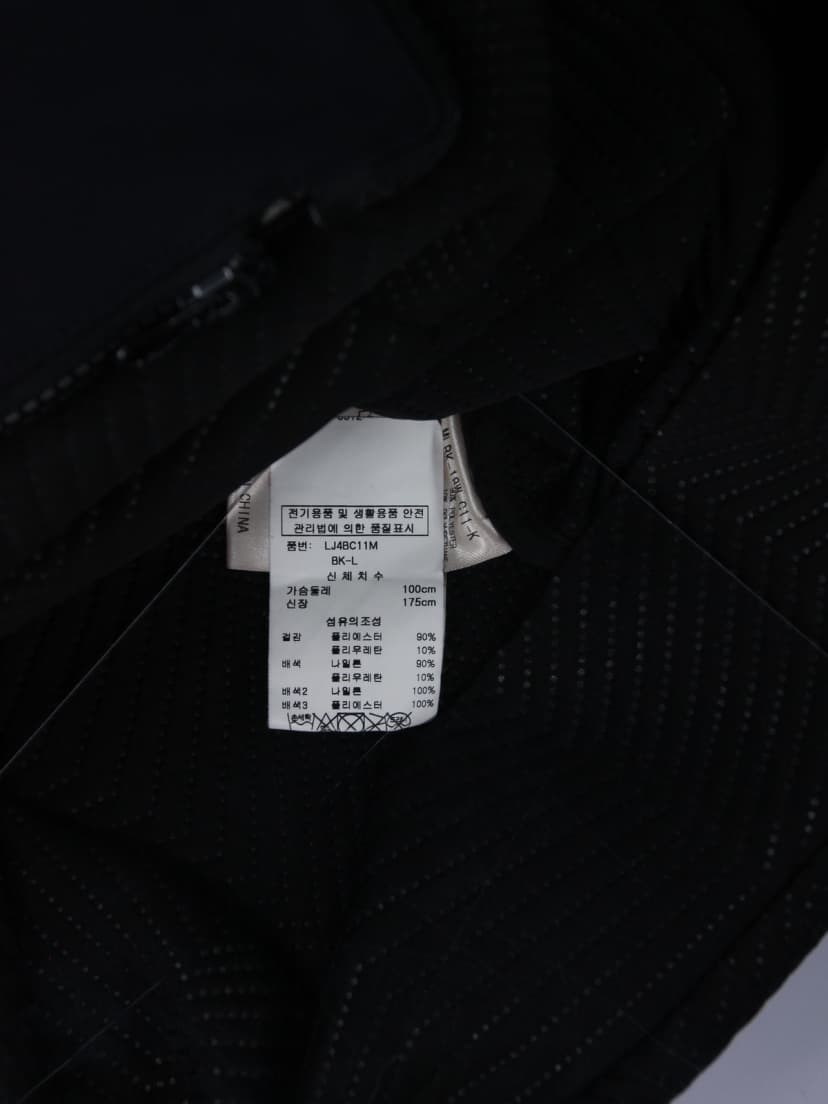 전기용품 및 생활용품 안전
관리법에 의한 품질표시
품번: LJ4BC11M
BK-L
신체치수
가슴둘레 100cm
신장 175cm
섬유의조성
겉감 폴리에스터 90%
폴리우레탄 10%
배색 나일론 90%
폴리우레탄 10%
배색2 나일론 100%
배색3 폴리에스터 100%
손세탁
CHINA
C11-K